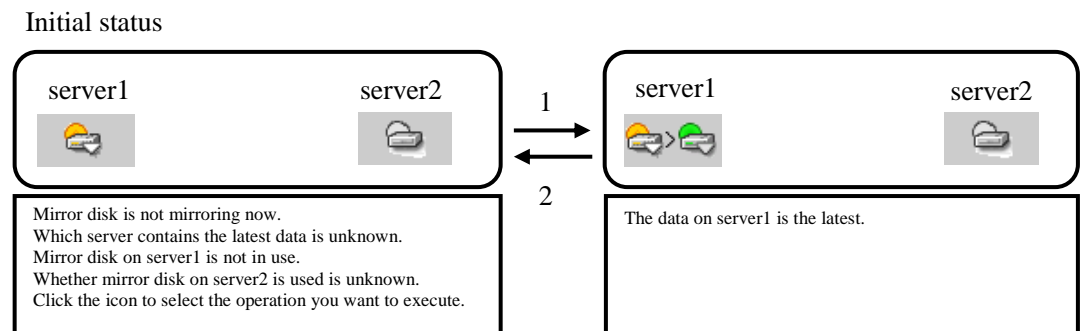 Initial status
server1
server2
1
2
server1
>
server2
Mirror disk is not mirroring now.
Which server contains the latest data is unknown.
Mirror disk on server1 is not in use.
Whether mirror disk on server2 is used is unknown.
Click the icon to select the operation you want to execute.
The data on server1 is the latest.